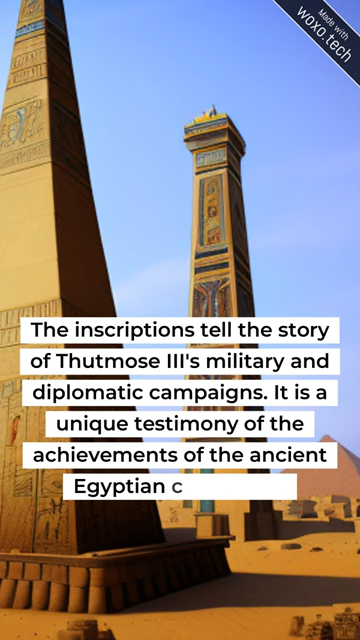 Made with
woxo.tech
The inscriptions tell the story
of Thutmose III's military and
diplomatic campaigns. It is a
unique testimony of the
achievements of the ancient
Egyptian c